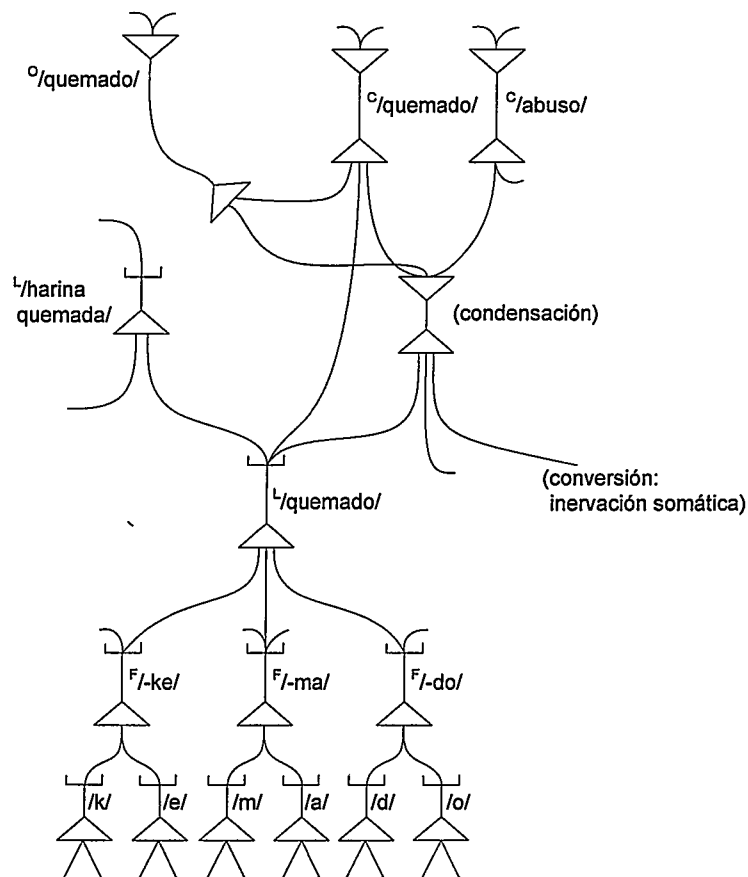 O/quemado/
C/quemado/
C/abuso/
L/harina
quemada/
(condensación)
(conversión:
inervación somática)
L/quemado/
F/-ke/
F/-ma/
F/-do/
/k/
/e/
/m/
/a/
/d/
/o/